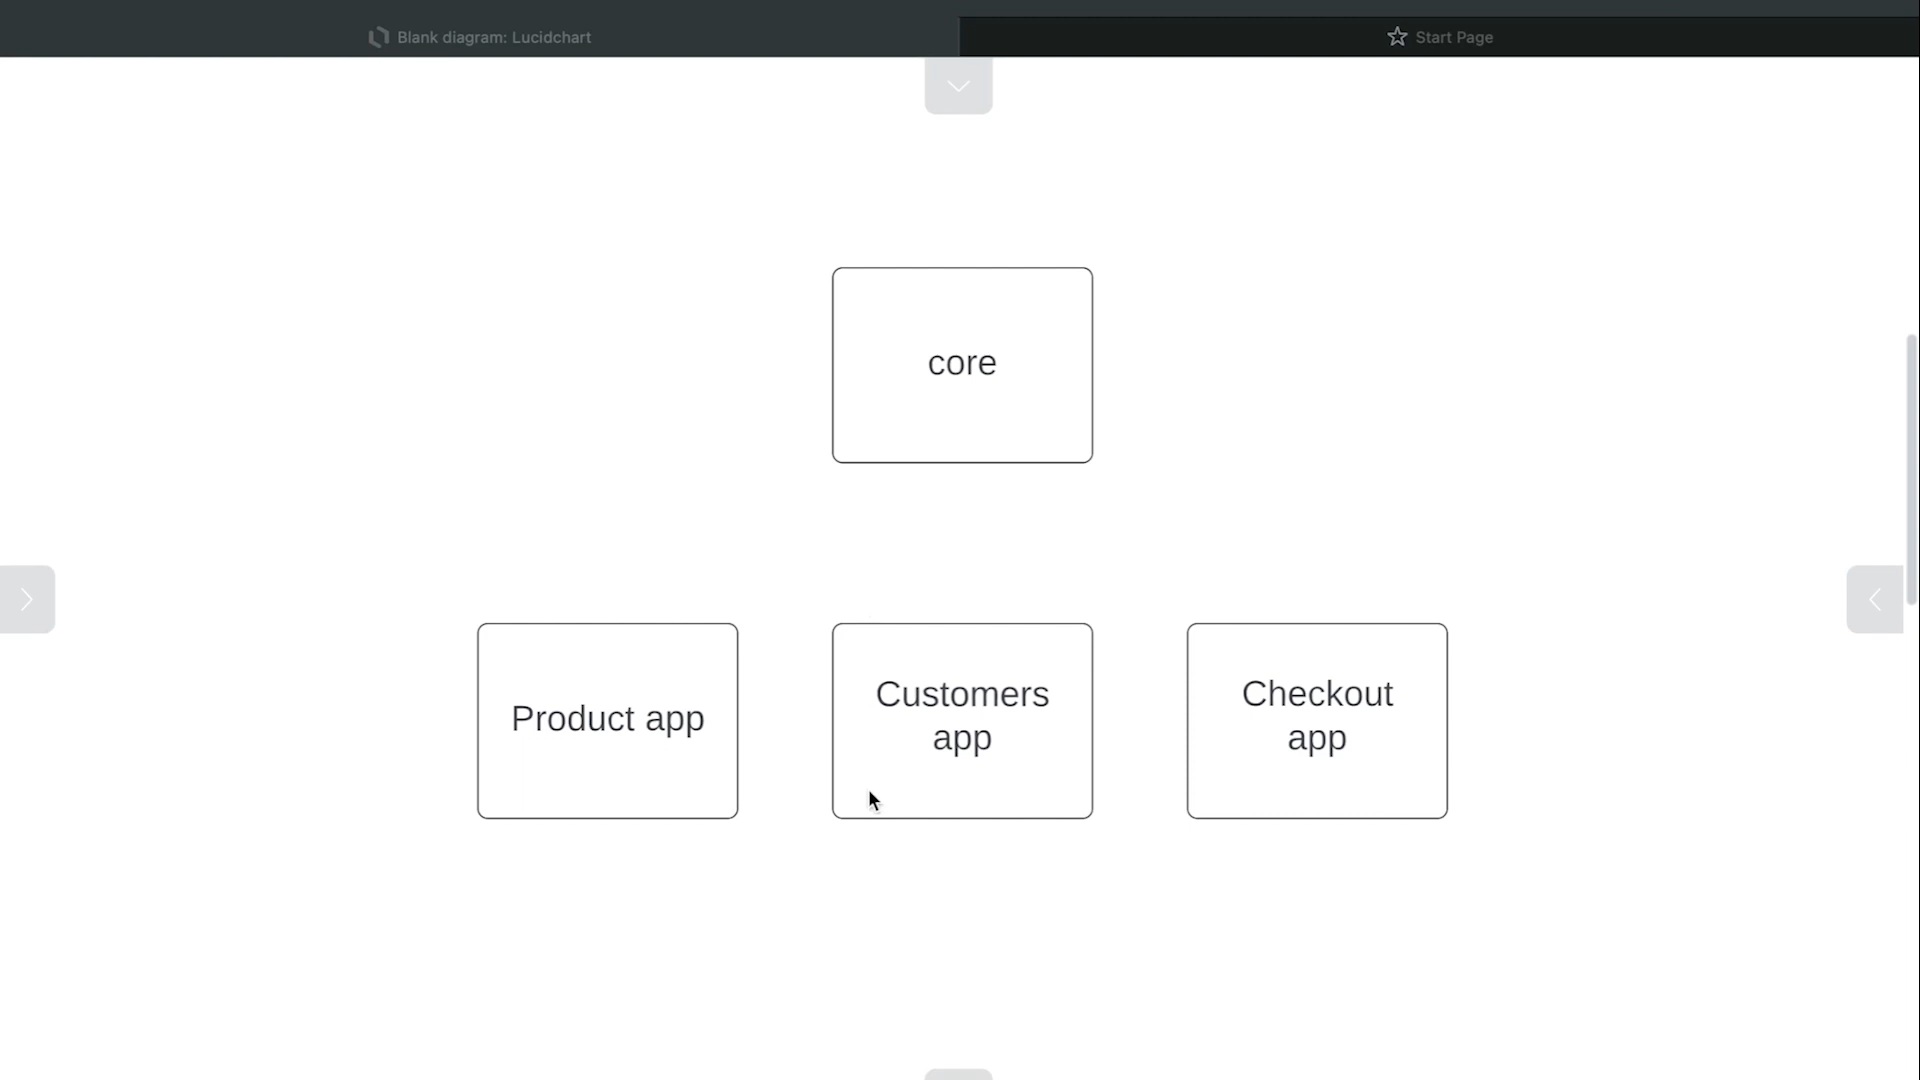 Blank diagram: Lucidchart
Start Page
core
Product app
Customers
app
Checkout
app